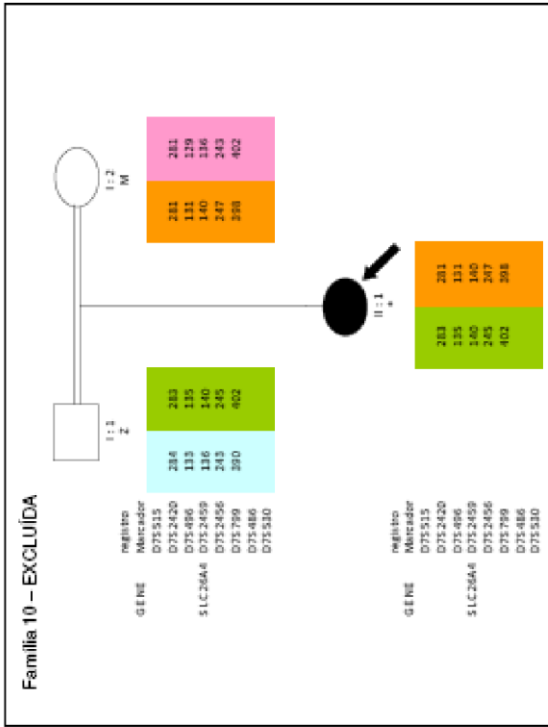 Família 10 – EXCLUÍDA
I : 1 I : 2
registro Z M
GENE Marcador
D7S515
D7S2420 284 283 281 281
D7S496 133 135 131 129
SLC26A4 D7S2459 136 140 140 136
D7S2456 243 245 247 243
D7S799 390 402 398 402
D7S486
D7S530
II : 1
registro
GENE Marcador
D7S515
D7S2420 283 281
D7S496 135 131
SLC26A4 D7S2459 140 140
D7S2456 245 247
D7S799 402 398
D7S486
D7S530